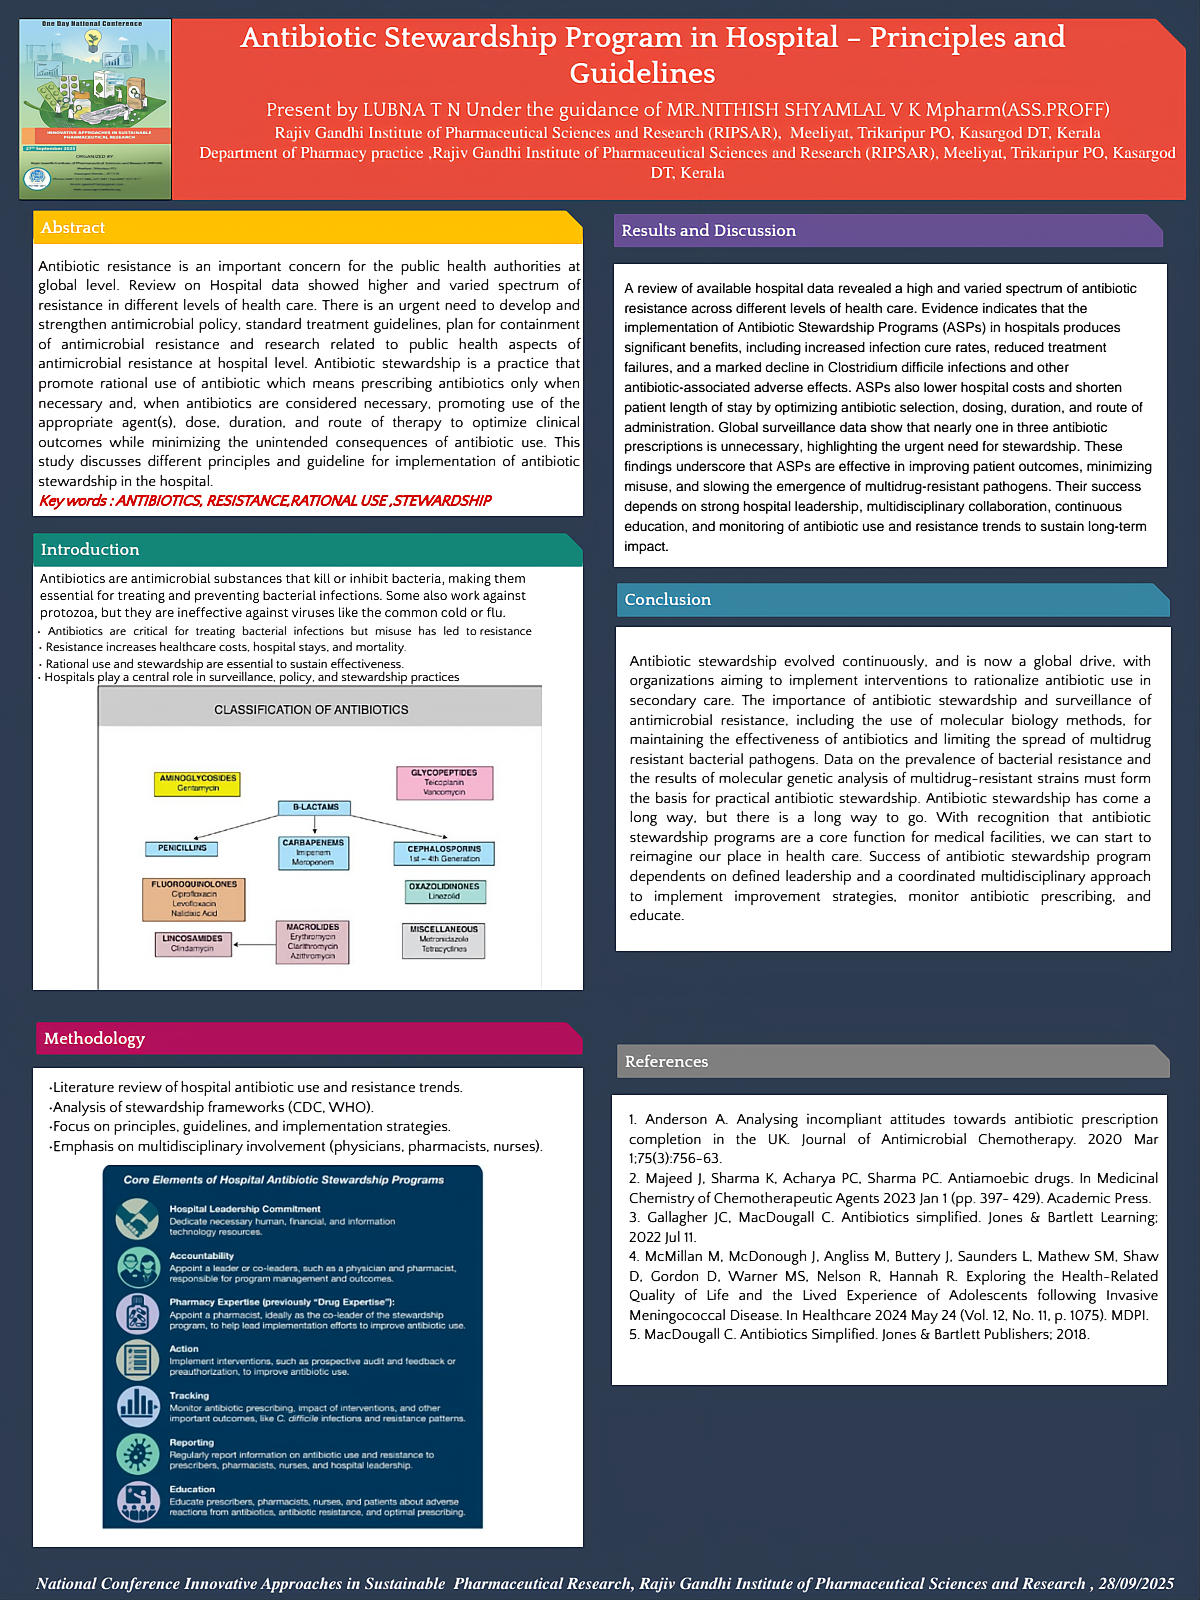 One Day National Conference
INNOVATIVE APPROACHES IN SUSTAINABLE
PHARMACEUTICAL RESEARCH
27th September 2025
ORGANIZED BY
Antibiotic Stewardship Program in Hospital – Principles and
Guidelines
Present by LUBNA T N Under the guidance of MR.NITHISH SHYAMLAL V K Mpharm(ASS.PROFF)
Rajiv Gandhi Institute of Pharmaceutical Sciences and Research (RIPSAR), Meeliyat, Trikaripur PO, Kasargod DT, Kerala
Department of Pharmacy practice ,Rajiv Gandhi Institute of Pharmaceutical Sciences and Research (RIPSAR), Meeliyat, Trikaripur PO, Kasargod
DT, Kerala
Abstract
Antibiotic resistance is an important concern for the public health authorities at
global level. Review on Hospital data showed higher and varied spectrum of
resistance in different levels of health care. There is an urgent need to develop and
strengthen antimicrobial policy, standard treatment guidelines, plan for containment
of antimicrobial resistance and research related to public health aspects of
antimicrobial resistance at hospital level. Antibiotic stewardship is a practice that
promote rational use of antibiotic which means prescribing antibiotics only when
necessary and, when antibiotics are considered necessary, promoting use of the
appropriate agent(s), dose, duration, and route of therapy to optimize clinical
outcomes while minimizing the unintended consequences of antibiotic use. This
study discusses different principles and guideline for implementation of antibiotic
stewardship in the hospital.
Key words : ANTIBIOTICS, RESISTANCE,RATIONAL USE ,STEWARDSHIP
Introduction
Antibiotics are antimicrobial substances that kill or inhibit bacteria, making them
essential for treating and preventing bacterial infections. Some also work against
protozoa, but they are ineffective against viruses like the common cold or flu.
• Antibiotics are critical for treating bacterial infections but misuse has led to resistance
• Resistance increases healthcare costs, hospital stays, and mortality.
• Rational use and stewardship are essential to sustain effectiveness.
• Hospitals play a central role in surveillance, policy, and stewardship practices
CLASSIFICATION OF ANTIBIOTICS
AMINOGLYCOSIDES
Gentamycin
GLYCOPEPTIDES
Teicoplanin
Vancomycin
B-LACTAMS
PENICILLINS
CARBAPENEMS
Imipenem
Meropenem
CEPHALOSPORINS
1st – 4th Generation
FLUOROQUINOLONES
Ciprofloxacin
Levofloxacin
Nalidixic Acid
OXAZOLIDINONES
Linezolid
LINCOSAMIDES
Clindamycin
MACROLIDES
Erythromycin
Clarithromycin
Azithromycin
MISCELLANEOUS
Metronidazole
Tetracyclines
Methodology
•Literature review of hospital antibiotic use and resistance trends.
•Analysis of stewardship frameworks (CDC, WHO).
•Focus on principles, guidelines, and implementation strategies.
•Emphasis on multidisciplinary involvement (physicians, pharmacists, nurses).
Core Elements of Hospital Antibiotic Stewardship Programs
Hospital Leadership Commitment
Dedicate necessary human, financial, and information
technology resources.
Accountability
Appoint a leader or co-leaders, such as a physician and pharmacist,
responsible for program management and outcomes.
Pharmacy Expertise (previously "Drug Expertise"):
Appoint a pharmacist, ideally as the co-leader of the stewardship
program, to help lead implementation efforts to improve antibiotic use.
Action
Implement interventions, such as prospective audit and feedback or
preauthorization, to improve antibiotic use.
Tracking
Monitor antibiotic prescribing, impact of interventions, and other
important outcomes, like C. difficile infections and resistance patterns.
Reporting
Regularly report information on antibiotic use and resistance to
prescribers, pharmacists, nurses, and hospital leadership.
Education
Educate prescribers, pharmacists, nurses, and patients about adverse
reactions from antibiotics, antibiotic resistance, and optimal prescribing.
Results and Discussion
A review of available hospital data revealed a high and varied spectrum of antibiotic
resistance across different levels of health care. Evidence indicates that the
implementation of Antibiotic Stewardship Programs (ASPs) in hospitals produces
significant benefits, including increased infection cure rates, reduced treatment
failures, and a marked decline in Clostridium difficile infections and other
antibiotic-associated adverse effects. ASPs also lower hospital costs and shorten
patient length of stay by optimizing antibiotic selection, dosing, duration, and route of
administration. Global surveillance data show that nearly one in three antibiotic
prescriptions is unnecessary, highlighting the urgent need for stewardship. These
findings underscore that ASPs are effective in improving patient outcomes, minimizing
misuse, and slowing the emergence of multidrug-resistant pathogens. Their success
depends on strong hospital leadership, multidisciplinary collaboration, continuous
education, and monitoring of antibiotic use and resistance trends to sustain long-term
impact.
Conclusion
Antibiotic stewardship evolved continuously, and is now a global drive, with
organizations aiming to implement interventions to rationalize antibiotic use in
secondary care. The importance of antibiotic stewardship and surveillance of
antimicrobial resistance, including the use of molecular biology methods, for
maintaining the effectiveness of antibiotics and limiting the spread of multidrug
resistant bacterial pathogens. Data on the prevalence of bacterial resistance and
the results of molecular genetic analysis of multidrug-resistant strains must form
the basis for practical antibiotic stewardship. Antibiotic stewardship has come a
long way, but there is a long way to go. With recognition that antibiotic
stewardship programs are a core function for medical facilities, we can start to
reimagine our place in health care. Success of antibiotic stewardship program
dependents on defined leadership and a coordinated multidisciplinary approach
to implement improvement strategies, monitor antibiotic prescribing, and
educate.
References
1. Anderson A. Analysing incompliant attitudes towards antibiotic prescription
completion in the UK. Journal of Antimicrobial Chemotherapy. 2020 Mar
1;75(3):756-63.
2. Majeed J, Sharma K, Acharya PC, Sharma PC. Antiamoebic drugs. In Medicinal
Chemistry of Chemotherapeutic Agents 2023 Jan 1 (pp. 397- 429). Academic Press.
3. Gallagher JC, MacDougall C. Antibiotics simplified. Jones & Bartlett Learning;
2022 Jul 11.
4. McMillan M, McDonough J, Angliss M, Buttery J, Saunders L, Mathew SM, Shaw
D, Gordon D, Warner MS, Nelson R, Hannah R. Exploring the Health-Related
Quality of Life and the Lived Experience of Adolescents following Invasive
Meningococcal Disease. In Healthcare 2024 May 24 (Vol. 12, No. 11, p. 1075). MDPI.
5. MacDougall C. Antibiotics Simplified. Jones & Bartlett Publishers; 2018.
National Conference Innovative Approaches in Sustainable Pharmaceutical Research, Rajiv Gandhi Institute of Pharmaceutical Sciences and Research , 28/09/2025